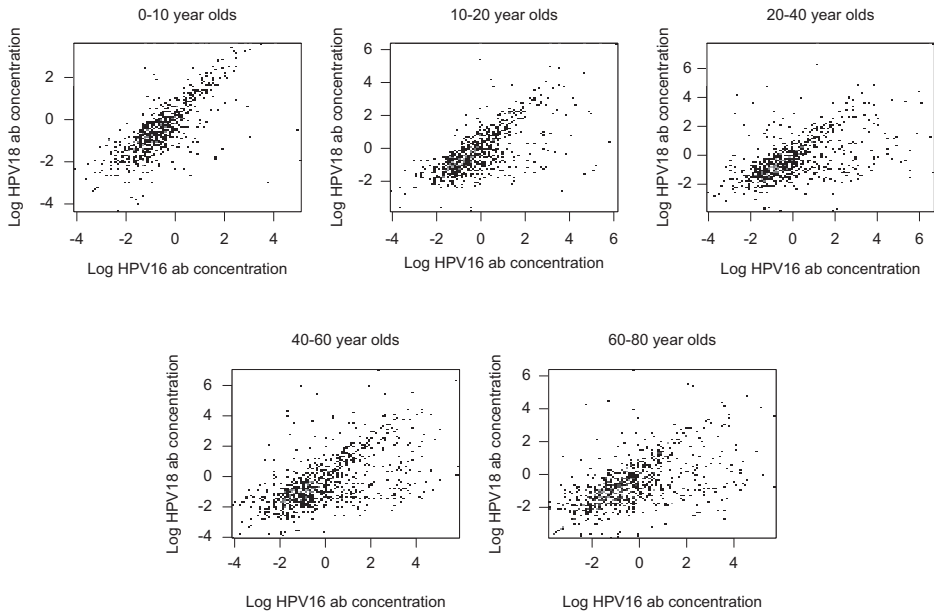 0-10 year olds
Log HPV18 ab concentration
2
0
-2
-4
-4 -2 0 2 4
Log HPV16 ab concentration
10-20 year olds
Log HPV18 ab concentration
6
4
2
0
-2
-4 -2 0 2 4 6
Log HPV16 ab concentration
20-40 year olds
Log HPV18 ab concentration
6
4
2
0
-2
-4 -2 0 2 4 6
Log HPV16 ab concentration
40-60 year olds
Log HPV18 ab concentration
6
4
2
0
-2
-4
-4 -2 0 2 4
Log HPV16 ab concentration
60-80 year olds
Log HPV18 ab concentration
6
4
2
0
-2
-2 0 2 4
Log HPV16 ab concentration